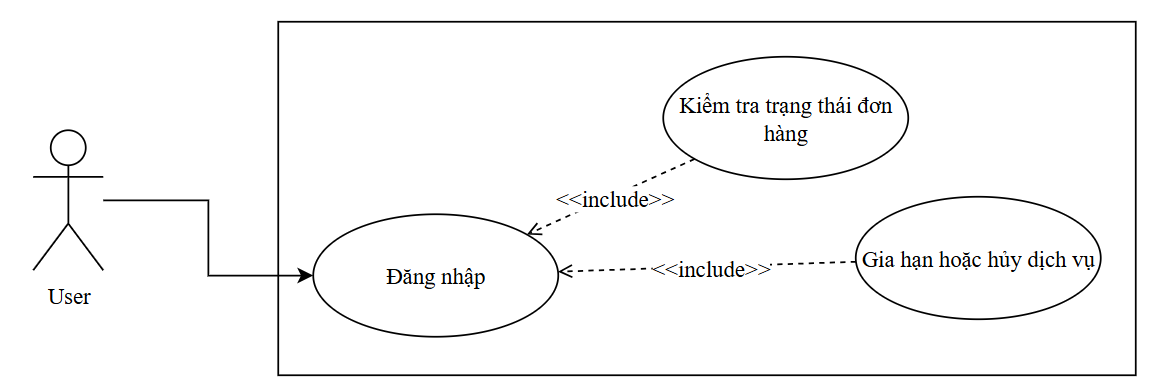 Kiểm tra trạng thái đơn
hàng
<<include>>
Gia hạn hoặc hủy dịch vụ
<<include>>
Đăng nhập
User